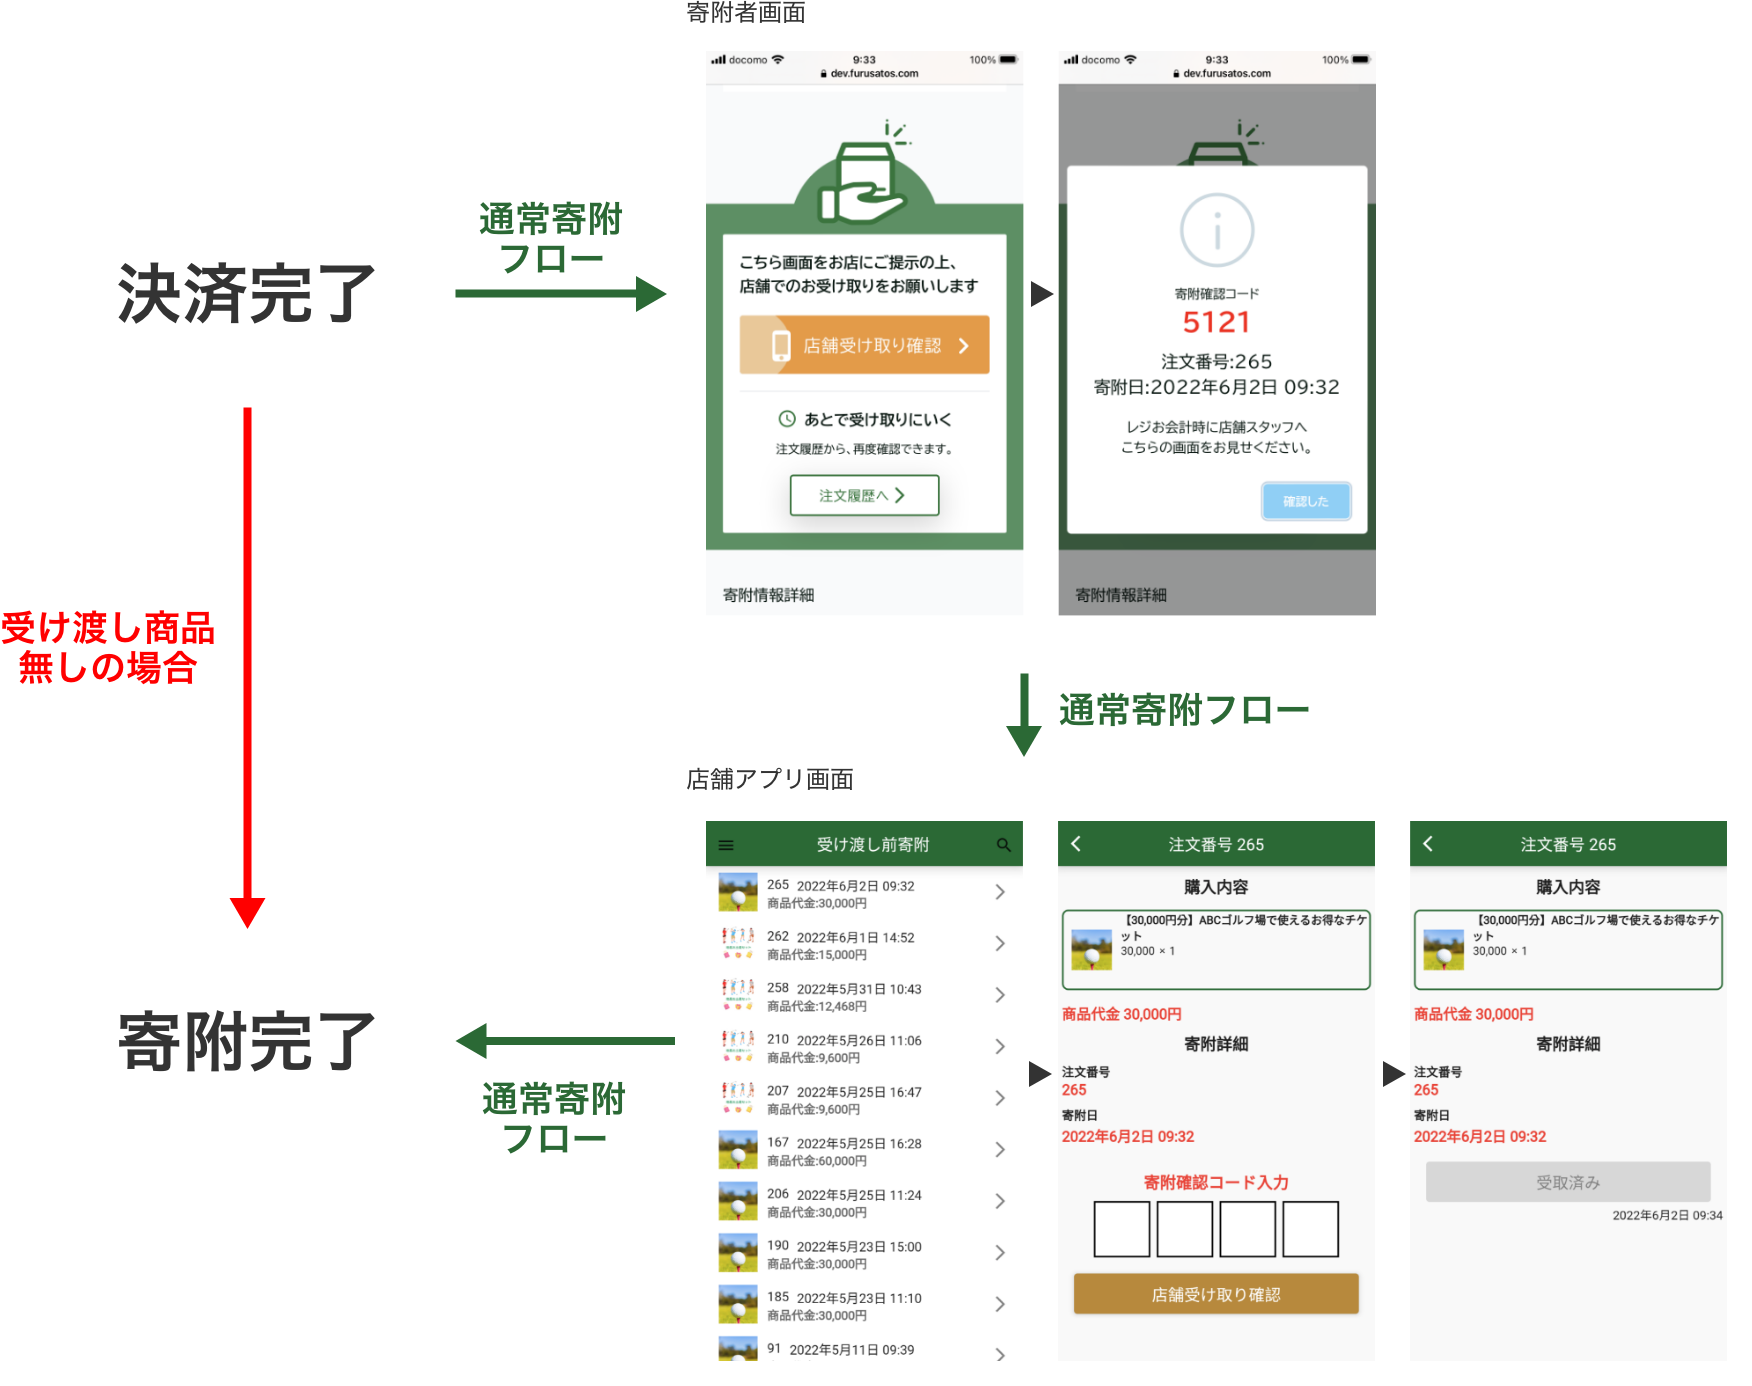 寄附者画面
docomo 9:33 100%
dev.furusatos.com
こちら画面をお店にご提示の上、
店舗でのお受け取りをお願いします
店舗受け取り確認
あとで受け取りにいく
注文履歴から、再度確認できます。
注文履歴へ
寄附情報詳細
docomo 9:33 100%
dev.furusatos.com
寄附確認コード
5121
注文番号:265
寄附日:2022年6月2日 09:32
レジお会計時に店舗スタッフへ
こちらの画面をお見せください。
確認した
寄附情報詳細
通常寄附
フロー
決済完了
受け渡し商品
無しの場合
通常寄附フロー
店舗アプリ画面
受け渡し前寄附
265 2022年6月2日 09:32
商品代金:30,000円
262 2022年6月1日 14:52
商品代金:15,000円
258 2022年5月31日 10:43
商品代金:12,468円
210 2022年5月26日 11:06
商品代金:9,600円
207 2022年5月25日 16:47
商品代金:9,600円
167 2022年5月25日 16:28
商品代金:60,000円
206 2022年5月25日 11:24
商品代金:30,000円
190 2022年5月23日 15:00
商品代金:30,000円
185 2022年5月23日 11:10
商品代金:30,000円
91 2022年5月11日 09:39
注文番号 265
購入内容
【30,000円分】ABCゴルフ場で使えるお得なチケ
ット
30,000 × 1
商品代金 30,000円
寄附詳細
注文番号
265
寄附日
2022年6月2日 09:32
寄附確認コード入力
店舗受け取り確認
注文番号 265
購入内容
【30,000円分】ABCゴルフ場で使えるお得なチケ
ット
30,000 × 1
商品代金 30,000円
寄附詳細
注文番号
265
寄附日
2022年6月2日 09:32
受取済み
2022年6月2日 09:34
寄附完了
通常寄附
フロー